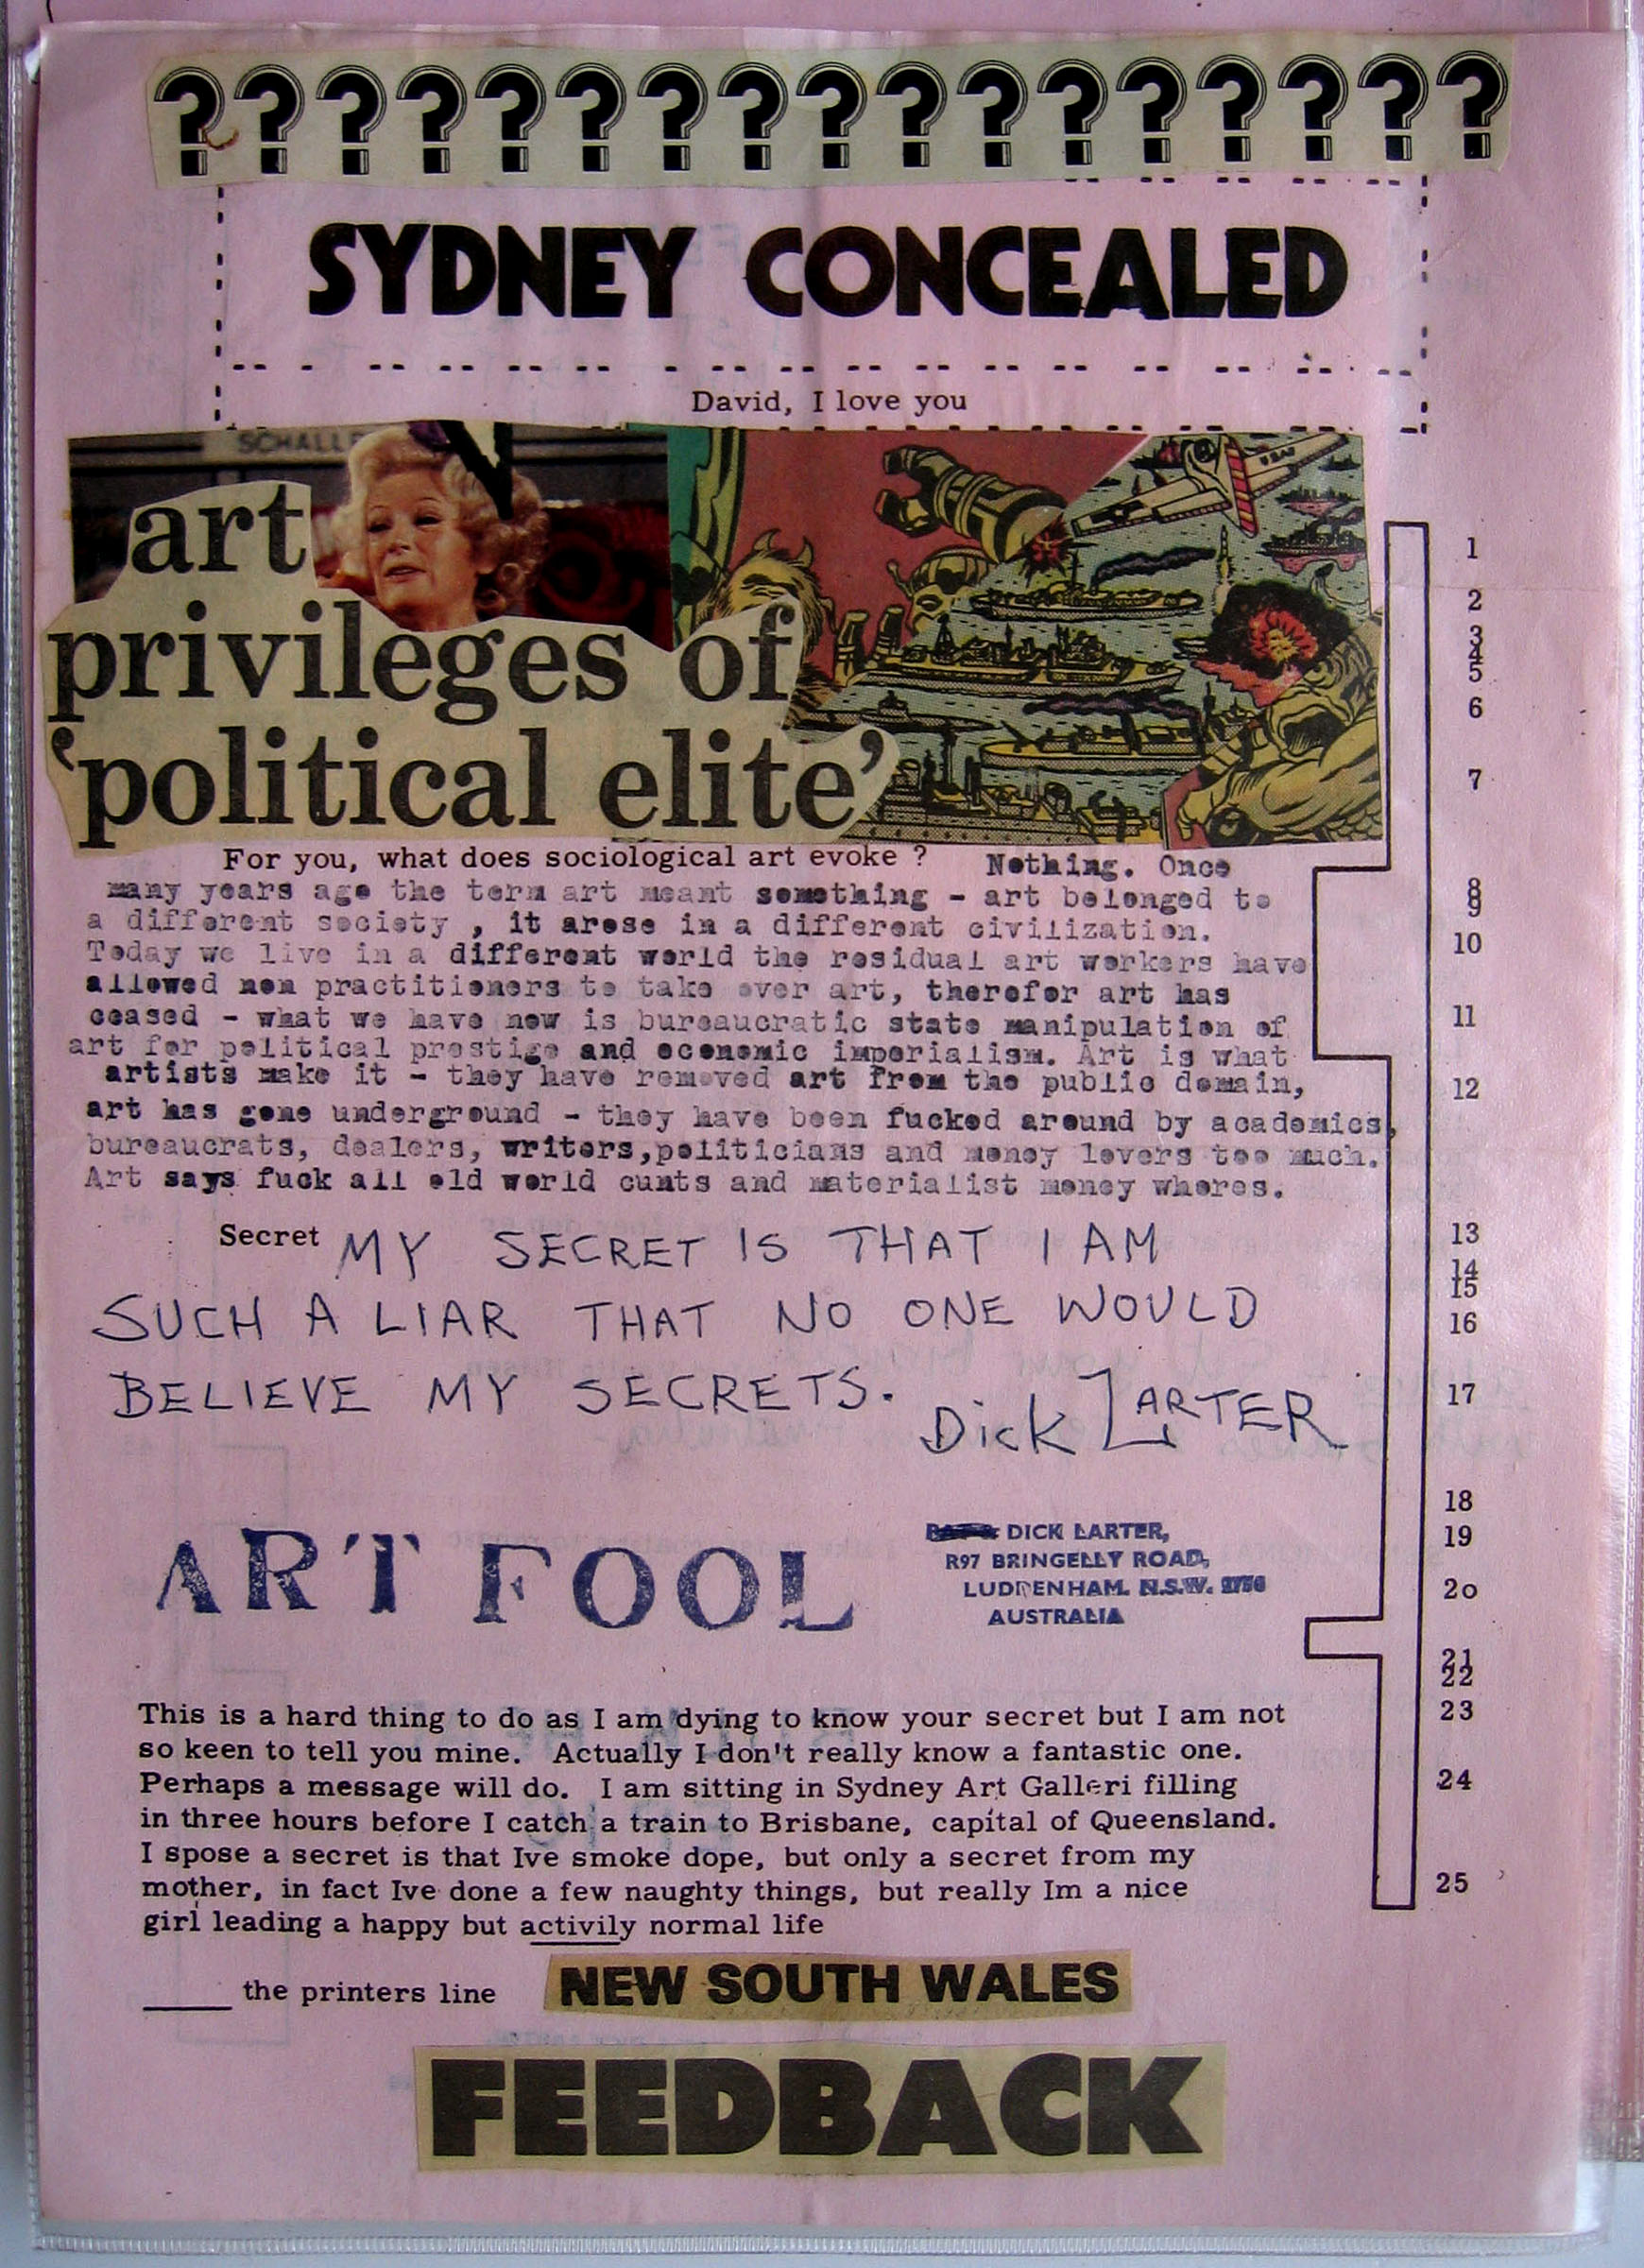 ? ? ? ? ? ? ? ? ? ? ? ? ? ? ? ? ?
SYDNEY CONCEALED
David, I love you
SCHALLE
USAF
art
privileges of
'political elite'
For you, what does sociological art evoke ? Nothing. Once
many years ago the term art meant something - art belonged to
a different society , it arose in a different civilization.
Today we live in a different world the residual art workers have
allowed non practitioners to take over art, therefor art has
ceased - what we have now is bureaucratic state manipulation of
art for political prestige and economic imperialism. Art is what
artists make it - they have removed art from the public domain,
art has gone underground - they have been fucked around by academics,
bureaucrats, dealers, writers,politicians and money lovers too much.
Art says fuck all old world cunts and materialist money whores.
Secret MY SECRET IS THAT I AM
SUCH A LIAR THAT NO ONE WOULD
BELIEVE MY SECRETS.
Dick LARTER
ART FOOL
DICK LARTER,
R97 BRINGELLY ROAD,
LUDDENHAM. N.S.W. 2750
AUSTRALIA
This is a hard thing to do as I am dying to know your secret but I am not
so keen to tell you mine. Actually I don't really know a fantastic one.
Perhaps a message will do. I am sitting in Sydney Art Galleri filling
in three hours before I catch a train to Brisbane, capital of Queensland.
I spose a secret is that Ive smoke dope, but only a secret from my
mother, in fact Ive done a few naughty things, but really Im a nice
girl leading a happy but activily normal life
____ the printers line NEW SOUTH WALES
FEEDBACK
1
2
3
4
5
6
7
8
9
10
11
12
13
14
15
16
17
18
19
2o
21
22
23
24
25